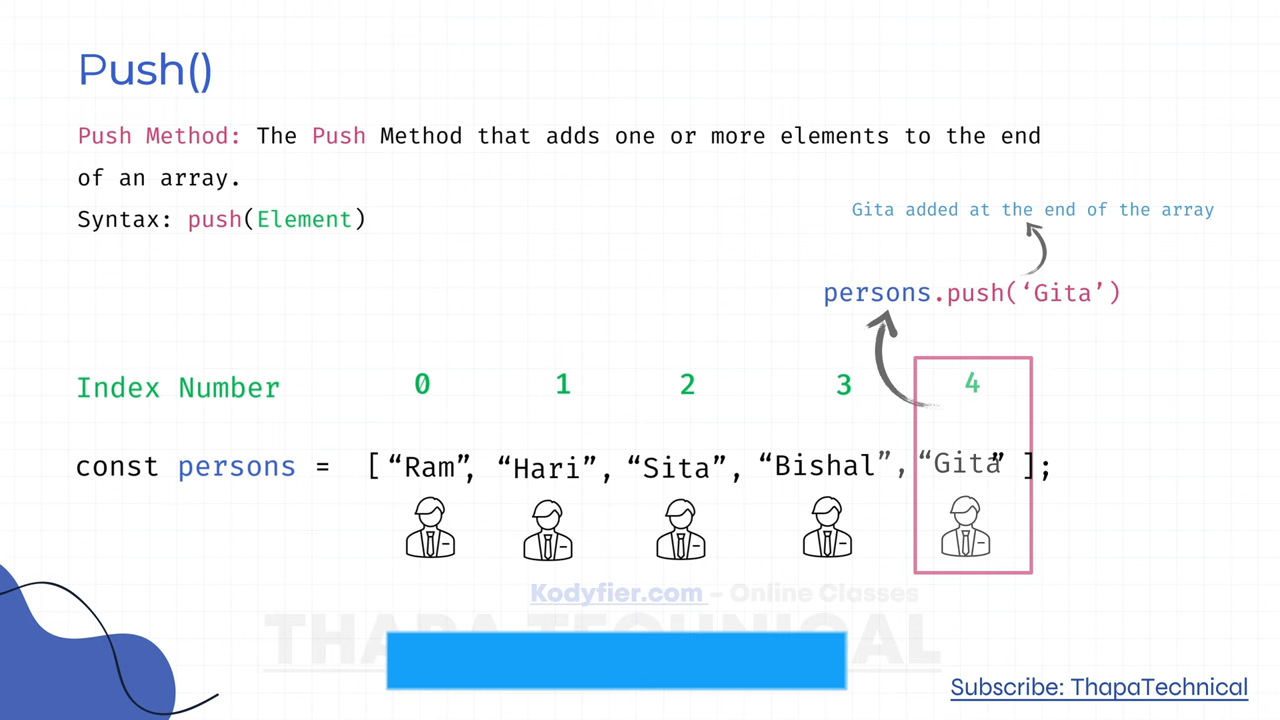 Push()
Push Method: The Push Method that adds one or more elements to the end
of an array.
Syntax: push(Element)
Gita added at the end of the array
persons.push(‘Gita’)
Index Number 0 1 2 3 4
const persons = [“Ram”, “Hari”, “Sita”, “Bishal”, “Gita” ];
Kodyfier.com – Online Classes
THAPA TECHNICAL
Subscribe: ThapaTechnical